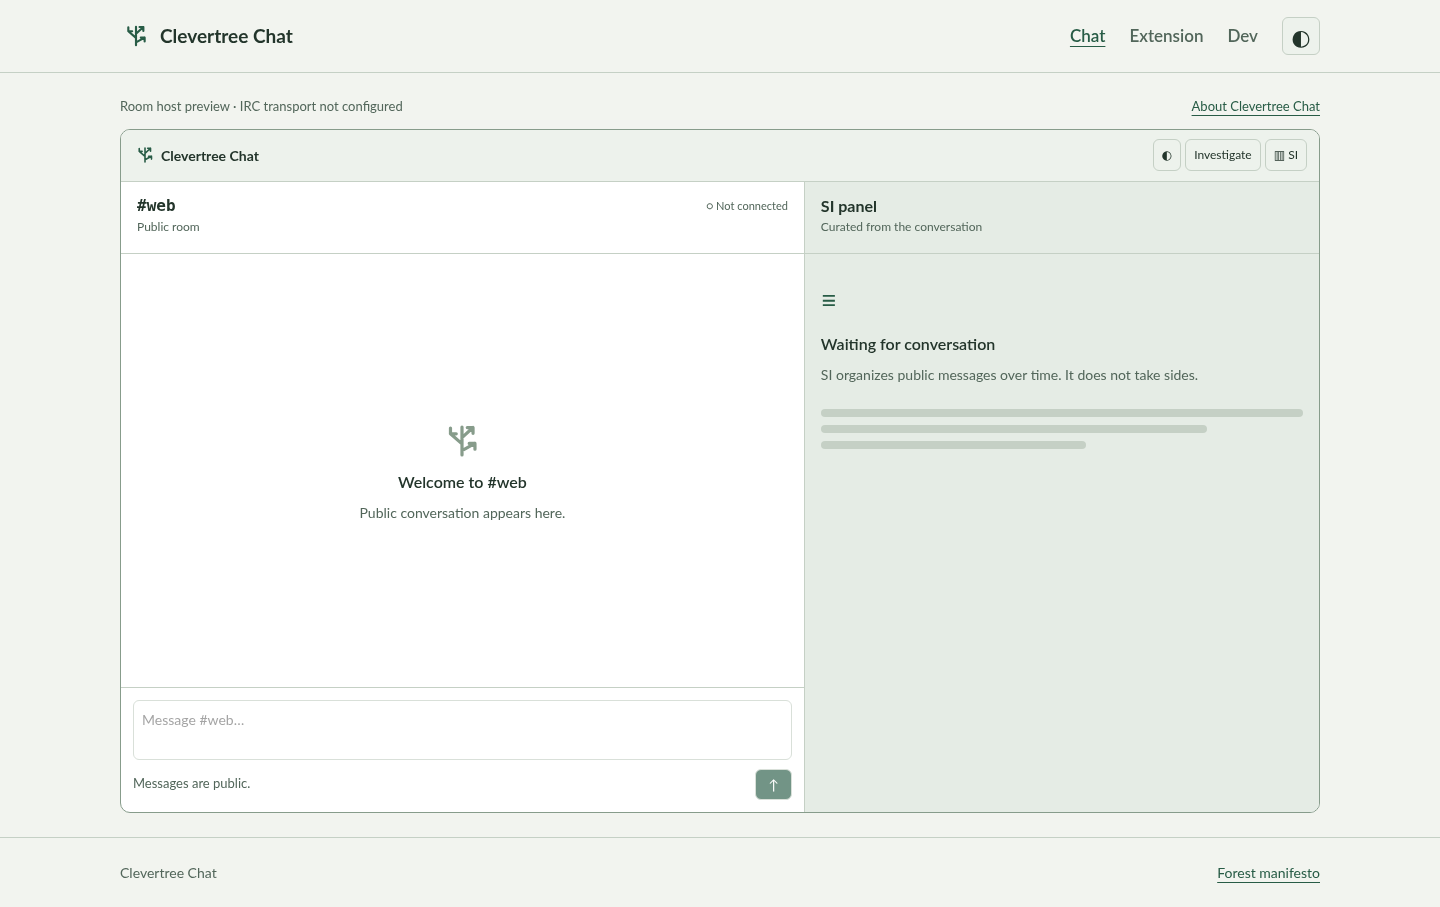 Clevertree Chat
Chat
Extension
Dev
Room host preview · IRC transport not configured
About Clevertree Chat
Clevertree Chat
Investigate
SI
#web
Public room
Not connected
SI panel
Curated from the conversation
Waiting for conversation
SI organizes public messages over time. It does not take sides.
Welcome to #web
Public conversation appears here.
Message #web...
Messages are public.
Clevertree Chat
Forest manifesto